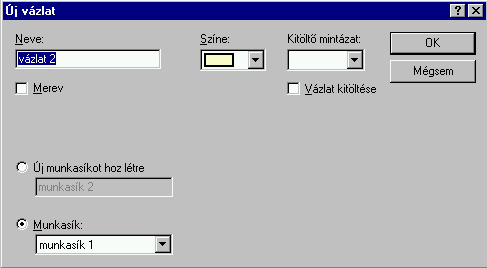 Új vázlat
Neve:
Színe:
Kitöltő mintázat:
OK
vázlat 2
Mégsem
Merev
Vázlat kitöltése
Új munkasíkot hoz létre
munkasík 2
Munkasík:
munkasík 1